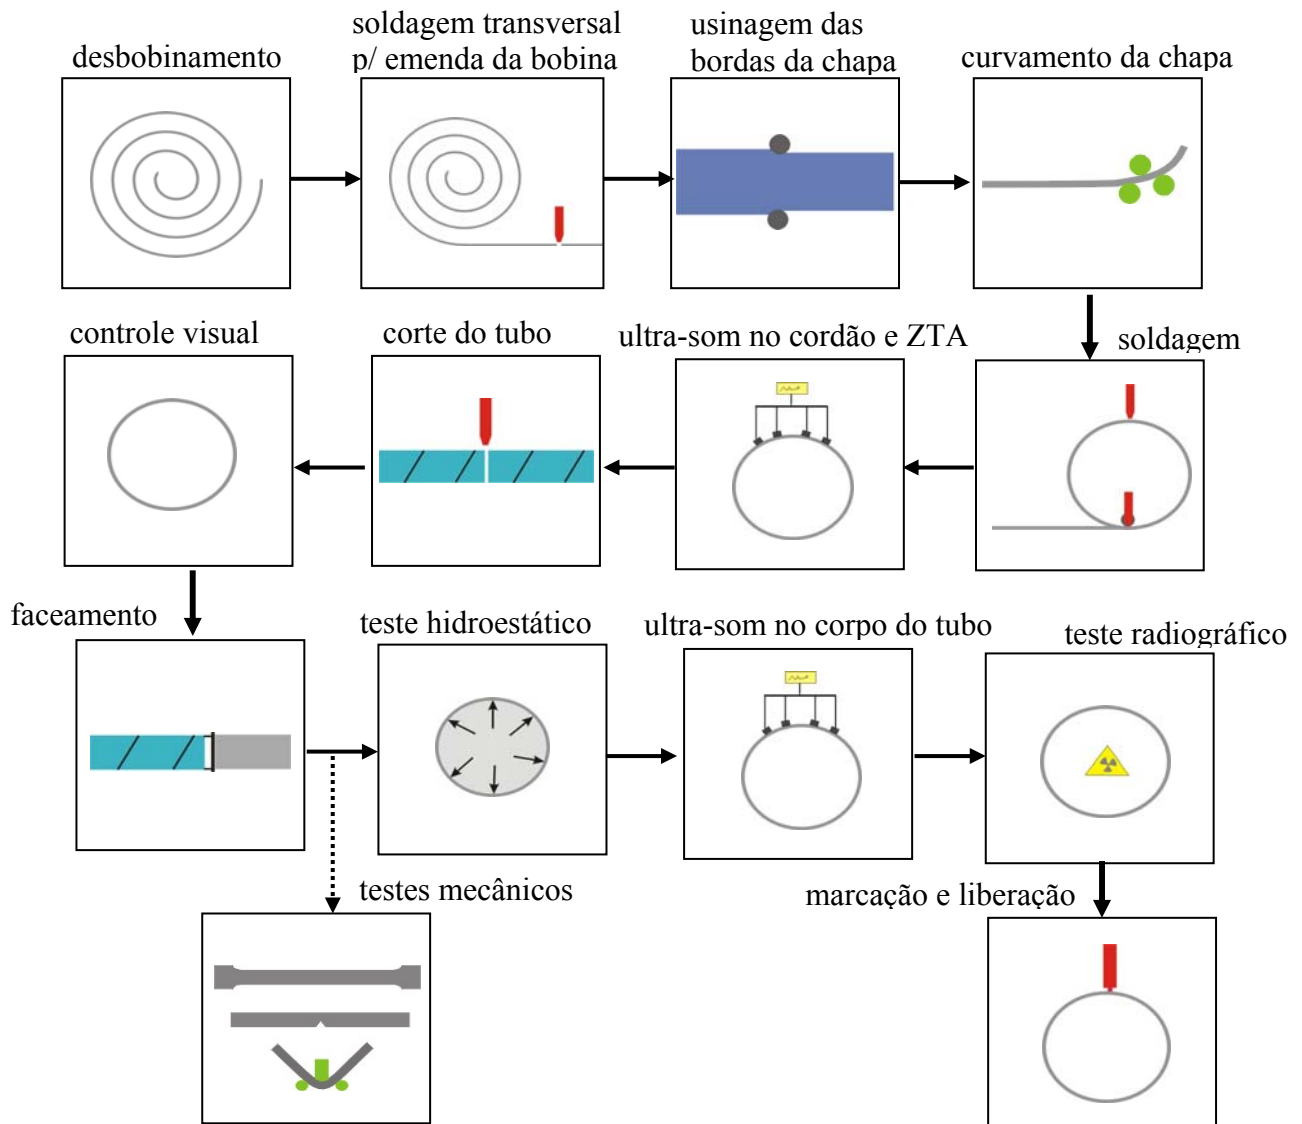 desbobinamento
soldagem transversal
p/ emenda da bobina
usinagem das
bordas da chapa
curvamento da chapa
controle visual
corte do tubo
ultra-som no cordão e ZTA
soldagem
faceamento
teste hidroestático
ultra-som no corpo do tubo
teste radiográfico
testes mecânicos
marcação e liberação